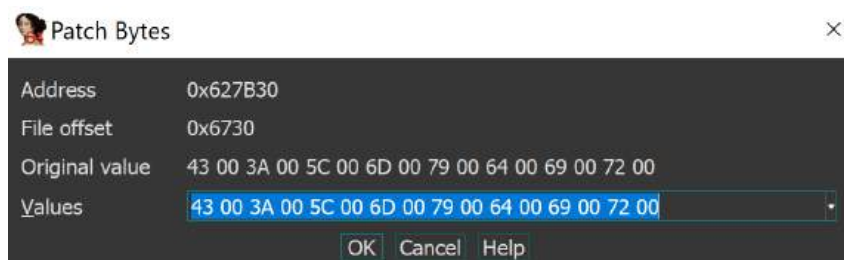 Patch Bytes
Address 0x627B30
File offset 0x6730
Original value 43 00 3A 00 5C 00 6D 00 79 00 64 00 69 00 72 00
Values 43 00 3A 00 5C 00 6D 00 79 00 64 00 69 00 72 00
OK Cancel Help